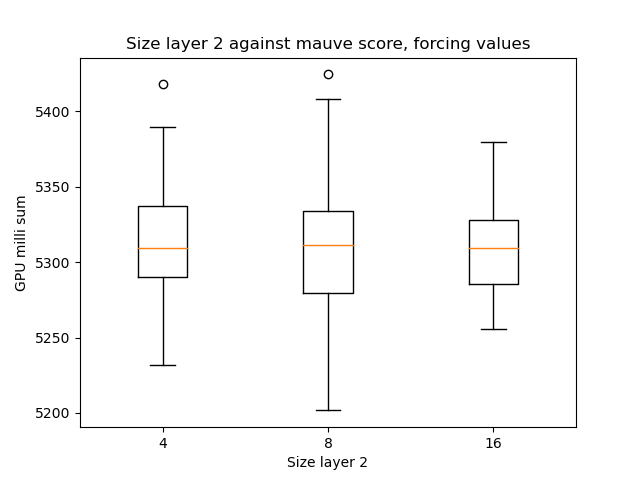 Size layer 2 against mauve score, forcing values
GPU milli sum
5400
5350
5300
5250
5200
4
8
16
Size layer 2